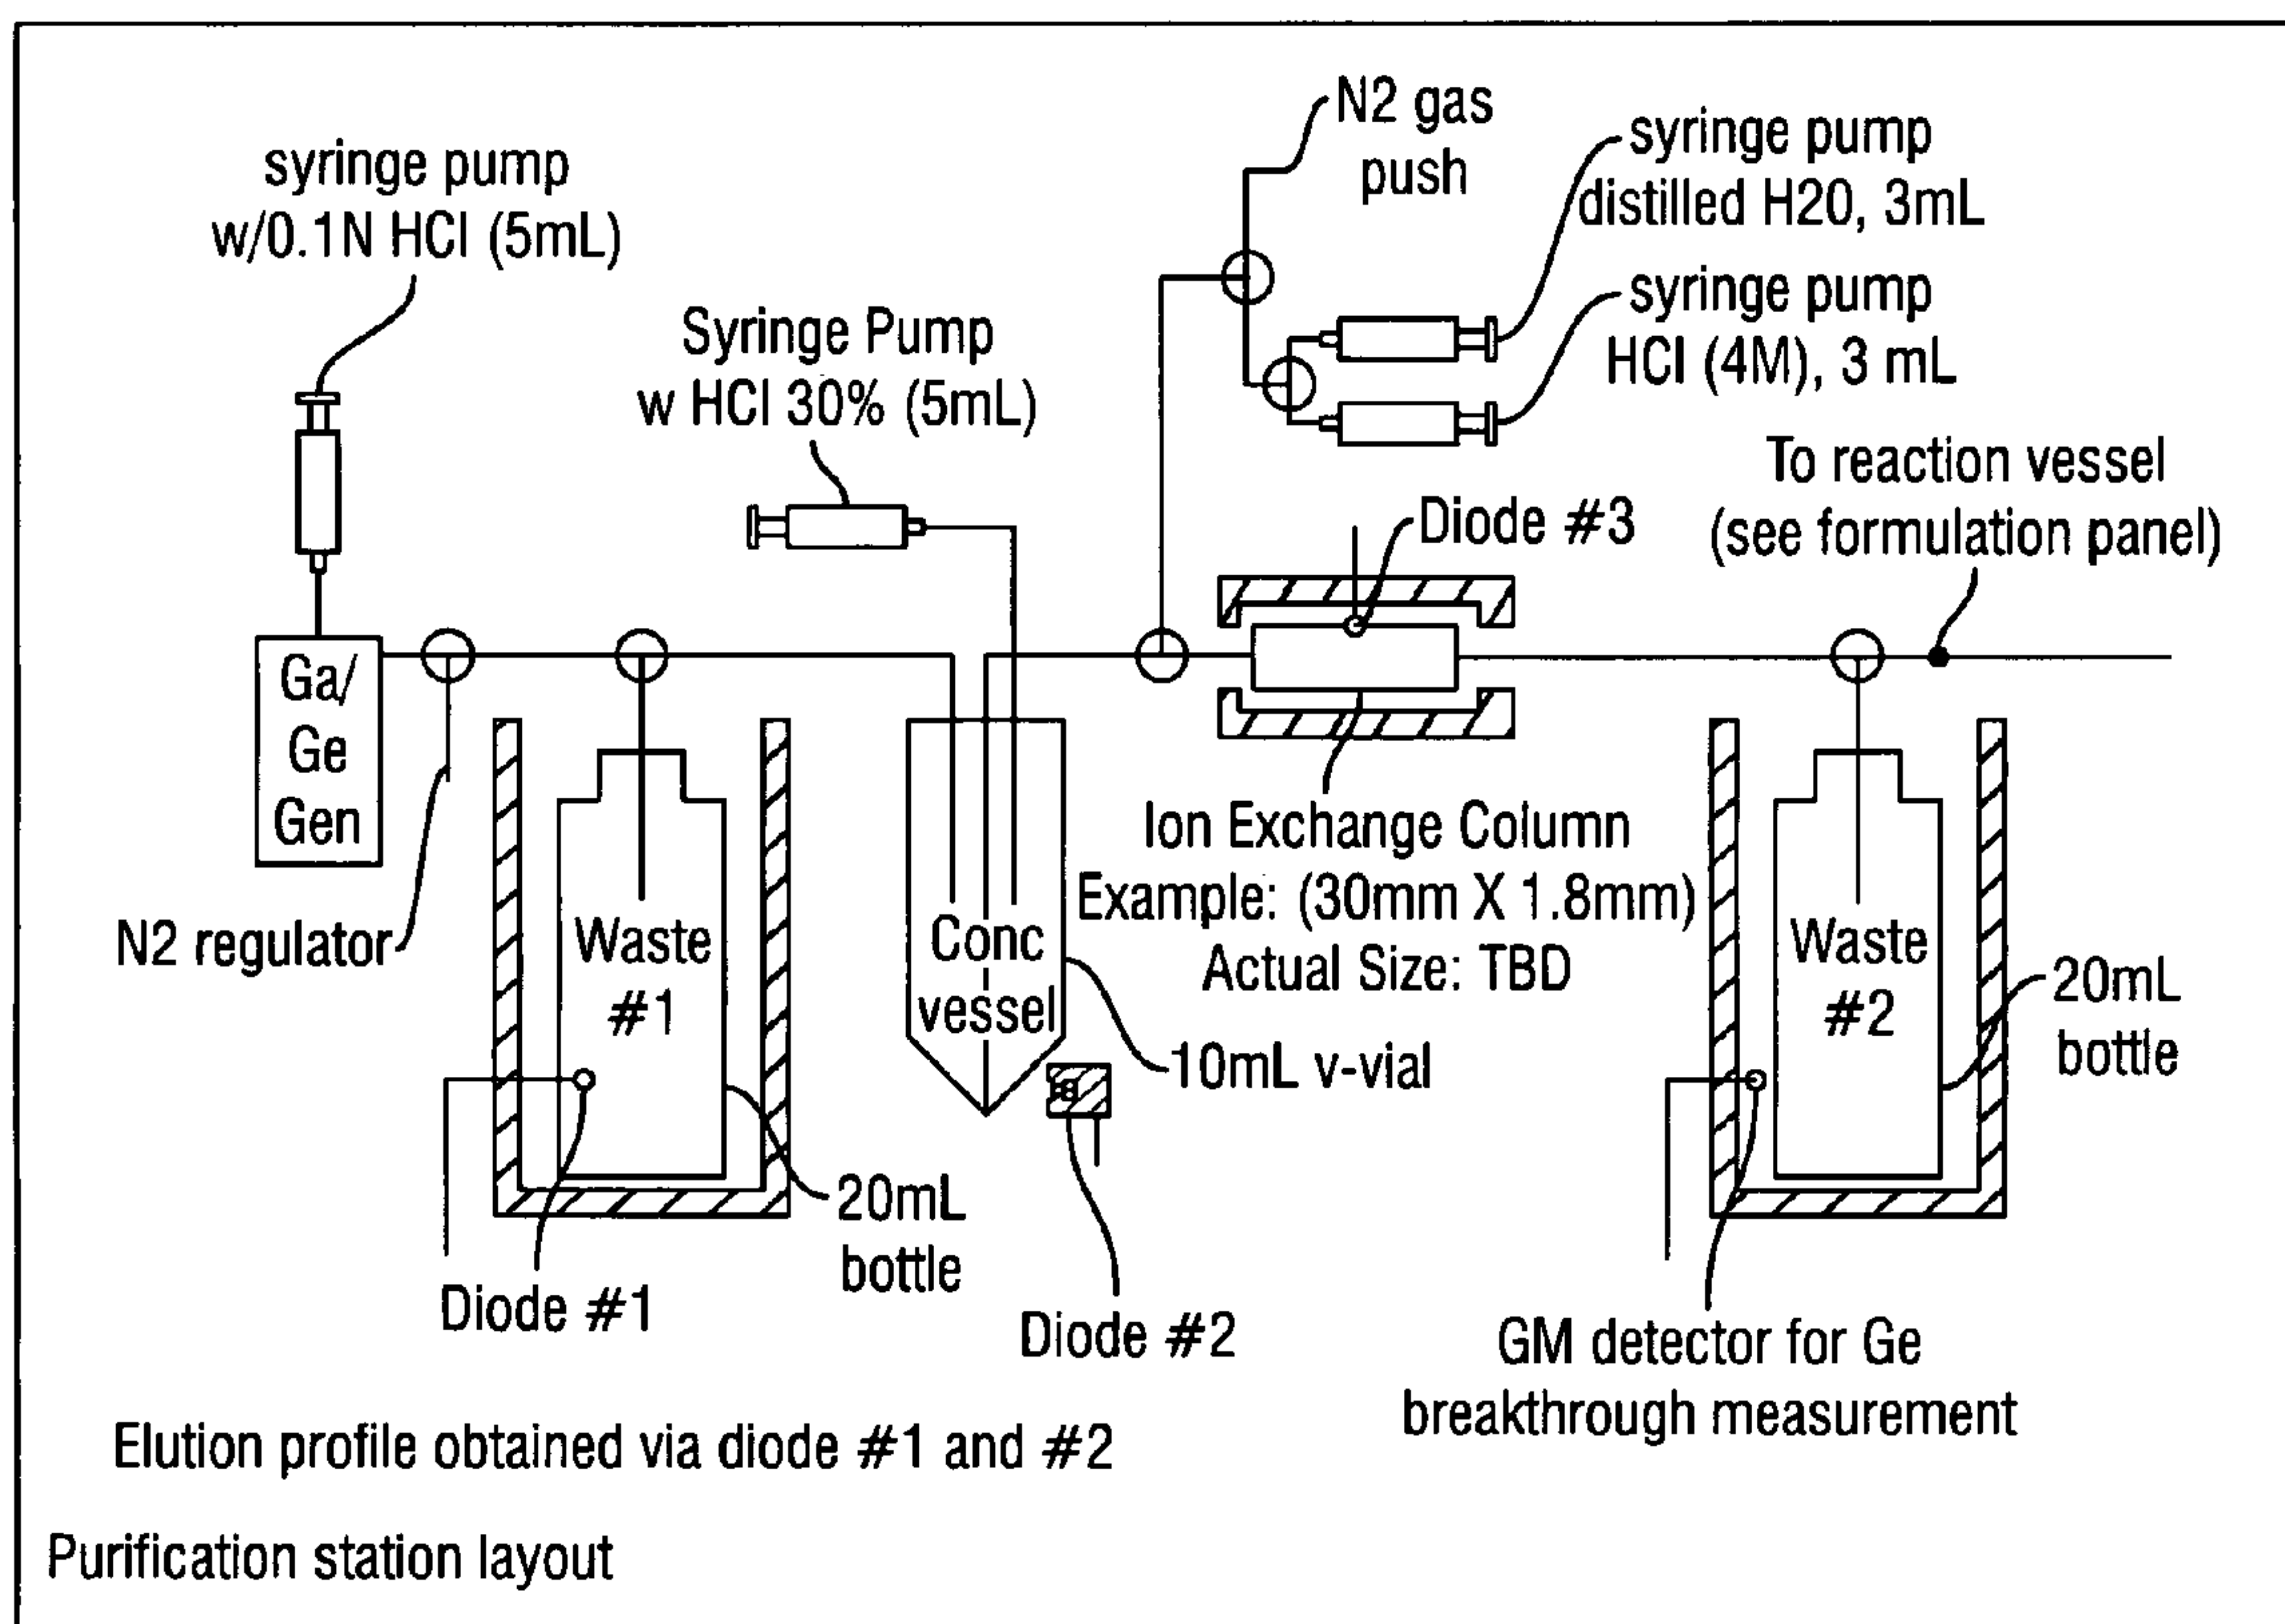 N2 gas
push
syringe pump
distilled H20, 3mL
syringe pump
w/0.1N HCl (5mL)
syringe pump
HCl (4M), 3 mL
Syringe Pump
w HCl 30% (5mL)
To reaction vessel
(see formulation panel)
Diode #3
Ga/
Ge
Gen
Ion Exchange Column
Example: (30mm X 1.8mm)
Actual Size: TBD
N2 regulator
Waste
#1
Conc
vessel
Waste
#2
20mL
bottle
10mL v-vial
20mL
bottle
Diode #1
Diode #2
GM detector for Ge
breakthrough measurement
Elution profile obtained via diode #1 and #2
Purification station layout